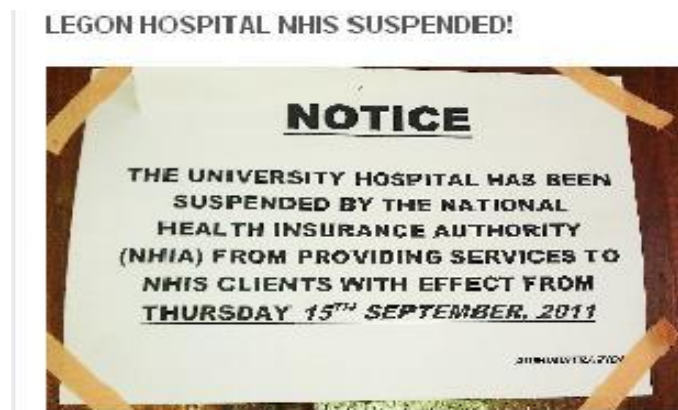 LEGON HOSPITAL NHIS SUSPENDED!
NOTICE
THE UNIVERSITY HOSPITAL HAS BEEN
SUSPENDED BY THE NATIONAL
HEALTH INSURANCE AUTHORITY
(NHIA) FROM PROVIDING SERVICES TO
NHIS CLIENTS WITH EFFECT FROM
THURSDAY 15TH SEPTEMBER, 2011